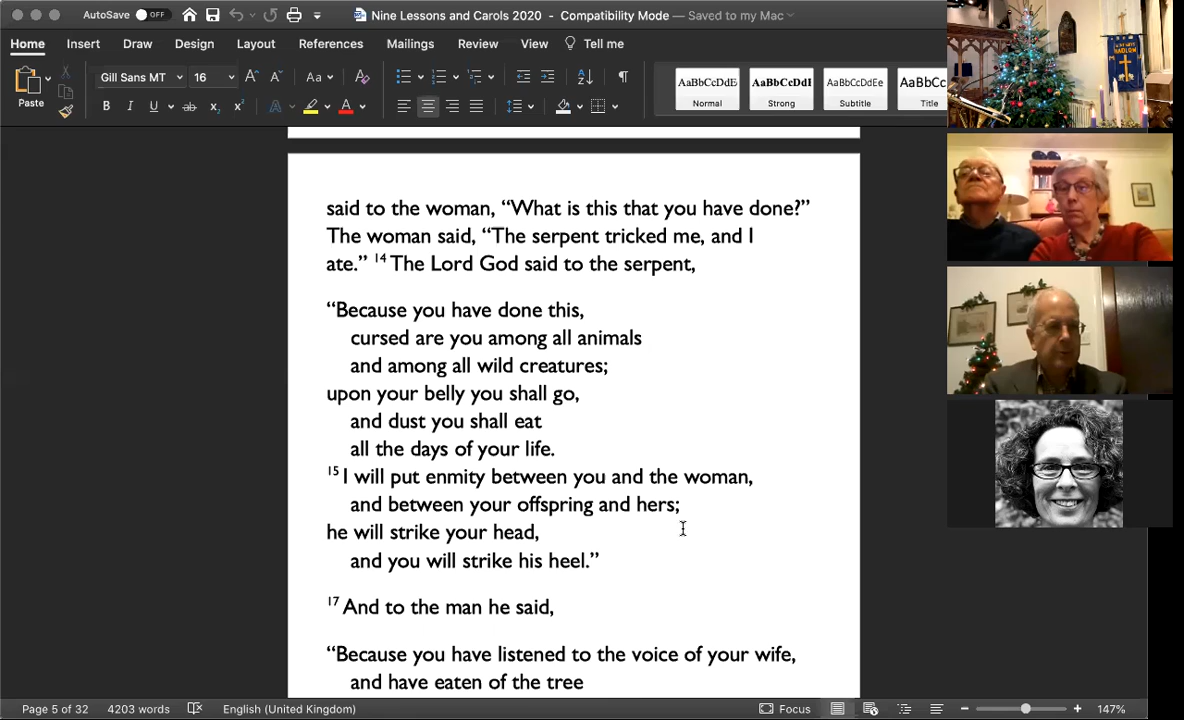 AutoSave OFF
Nine Lessons and Carols 2020 - Compatibility Mode — Saved to my Mac
Home Insert Draw Design Layout References Mailings Review View Tell me
Paste
Gill Sans MT 16
AaBbCcDdE AaBbCcDdI AaBbCcDdEe AaBbCc
Normal Strong Subtitle Title
said to the woman, “What is this that you have done?”
The woman said, “The serpent tricked me, and I
ate.” 14 The Lord God said to the serpent,
“Because you have done this,
cursed are you among all animals
and among all wild creatures;
upon your belly you shall go,
and dust you shall eat
all the days of your life.
15 I will put enmity between you and the woman,
and between your offspring and hers;
he will strike your head,
and you will strike his heel.”
17 And to the man he said,
“Because you have listened to the voice of your wife,
and have eaten of the tree
Page 5 of 32 4203 words English (United Kingdom) Focus 147%